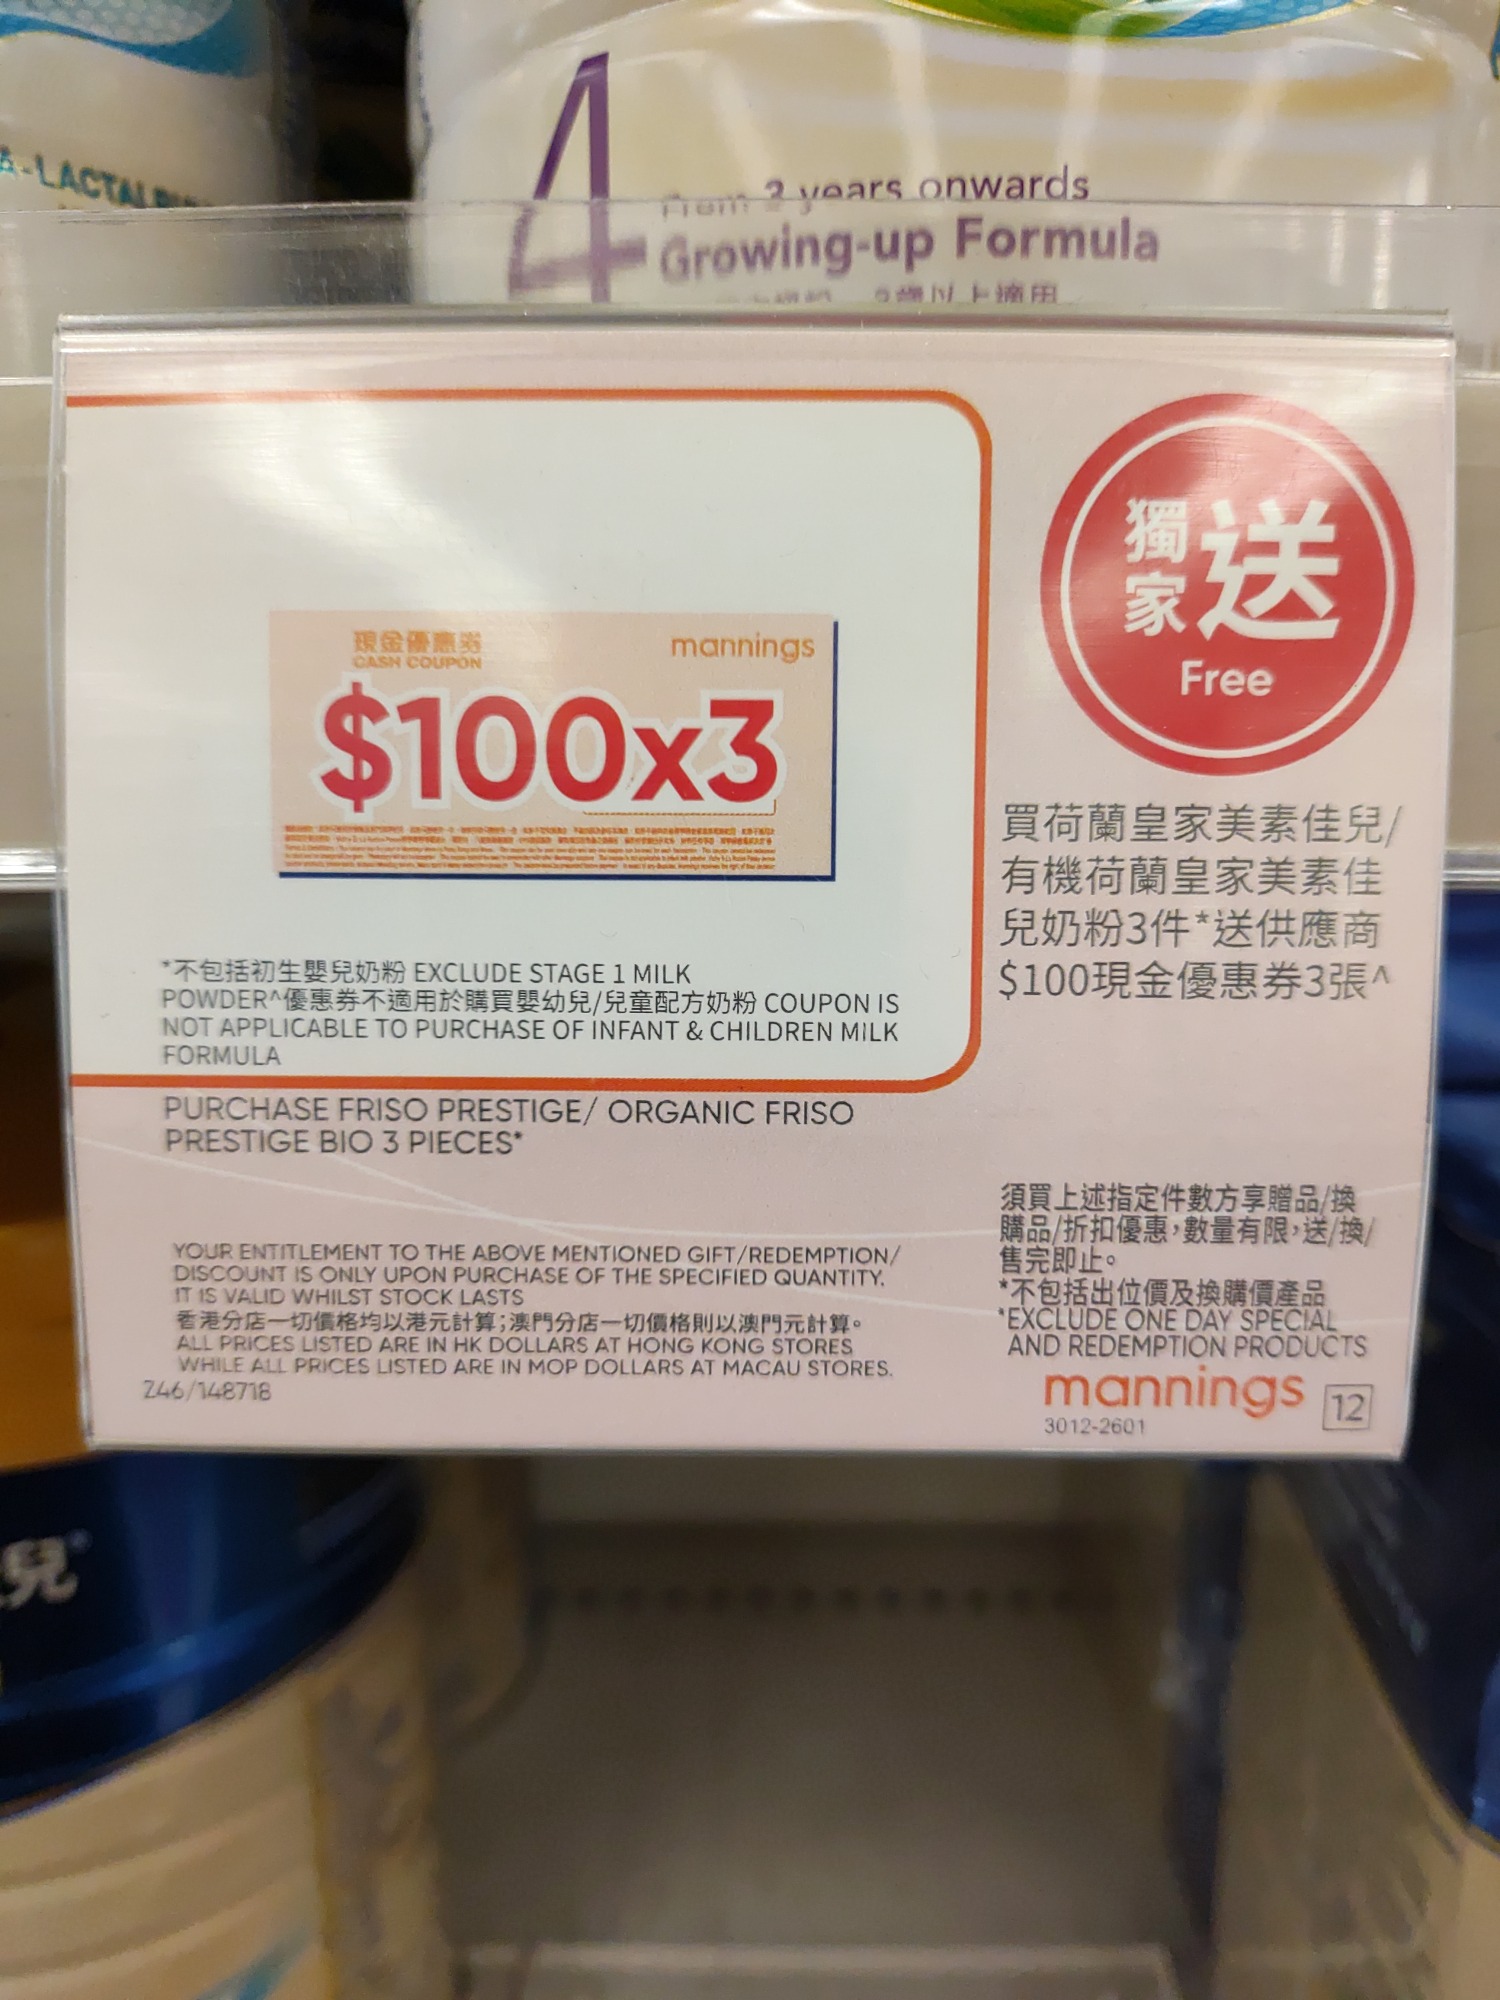 4
From 3 years onwards
Growing-up Formula
3歲以上適用
獨家送
Free
現金優惠券
CASH COUPON
mannings
$100x3
買荷蘭皇家美素佳兒/
有機荷蘭皇家美素佳
兒奶粉3件*送供應商
$100現金優惠券3張^
*不包括初生嬰兒奶粉 EXCLUDE STAGE 1 MILK
POWDER^優惠券不適用於購買嬰幼兒/兒童配方奶粉 COUPON IS
NOT APPLICABLE TO PURCHASE OF INFANT & CHILDREN MILK
FORMULA
PURCHASE FRISO PRESTIGE/ ORGANIC FRISO
PRESTIGE BIO 3 PIECES*
YOUR ENTITLEMENT TO THE ABOVE MENTIONED GIFT/REDEMPTION/
DISCOUNT IS ONLY UPON PURCHASE OF THE SPECIFIED QUANTITY.
IT IS VALID WHILST STOCK LASTS
香港分店一切價格均以港元計算;澳門分店一切價格則以澳門元計算。
ALL PRICES LISTED ARE IN HK DOLLARS AT HONG KONG STORES
WHILE ALL PRICES LISTED ARE IN MOP DOLLARS AT MACAU STORES.
Z46/148718
須買上述指定件數方享贈品/換
購品/折扣優惠,數量有限,送/換/
售完即止。
*不包括出位價及換購價產品
*EXCLUDE ONE DAY SPECIAL
AND REDEMPTION PRODUCTS
mannings 12
3012-2601
兒